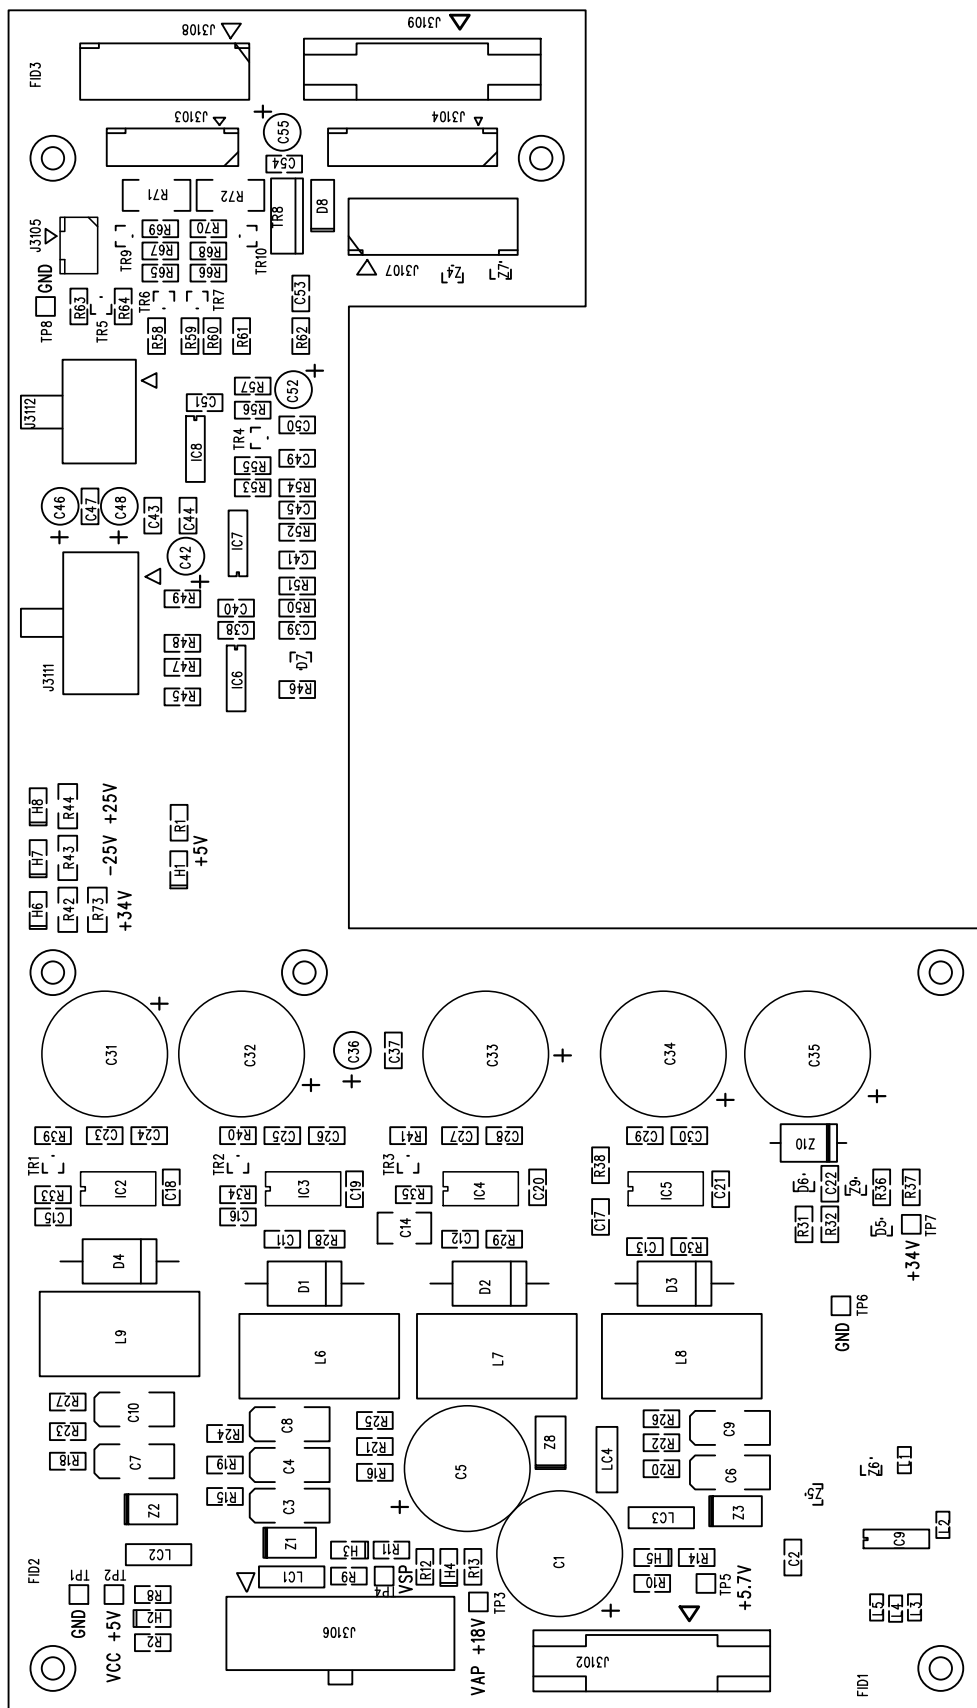 J3108
J3109
FID3
J3103
C55
J3104
C54
R71
R72
TR8
D8
J3105
R69
R70
TR9
R67
R68
TR10
R65
R66
J3107
Z4
Z7
GND
TP8
R63
TR5
R64
TR6
TR7
C53
R58
R59
R60
R61
R62
J3112
C51
R57
C52
R56
C50
TR4
IC8
R55
C49
R53
R54
C46
C47
C48
C43
C44
C45
R52
IC7
C42
C41
R51
R49
C40
R50
C38
C39
R48
R47
J3111
IC6
D7
R45
R46
H8
R44
+25V
R1
H7
R43
-25V
H1
+5V
H6
R42
R73
+34V
C31
C32
C36
C37
C33
C34
C35
R39
C23
C24
R40
C25
C26
R41
C27
C28
C29
C30
Z10
TR1
TR2
TR3
R38
R33
IC2
C18
R34
IC3
C19
R35
IC4
C20
IC5
C21
D6
C22
Z9
R36
R37
C15
C16
C14
C17
R31
R32
D5
TP7
+34V
C11
R28
C12
R29
C13
R30
D4
D1
D2
D3
L9
L6
L7
L8
GND
TP6
R27
C10
R23
R18
C7
R24
C8
R19
C4
R15
C3
R25
R21
R16
C5
Z8
LC4
R26
R22
R20
C9
C6
Z6
L1
Z5
Z2
LC2
Z1
LC1
H3
R11
R9
R12
H4
R13
C1
LC3
Z3
H5
R14
R10
C2
C9
L2
FID2
TP1
TP2
GND
VCC +5V
R8
H2
R2
J3106
P4
VSP
TP3
VAP +18V
J3102
TP5
+5.7V
L5
L4
L3
FID1